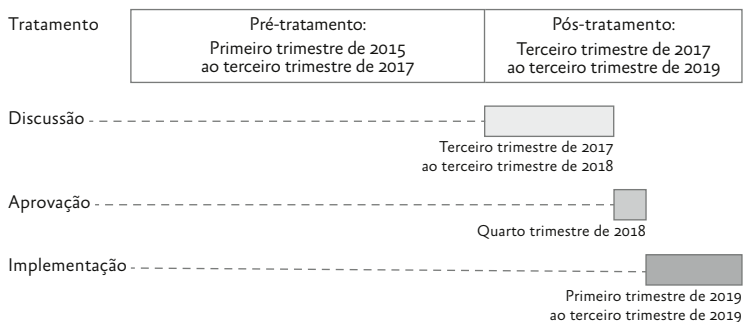 Tratamento
Pré-tratamento:
Primeiro trimestre de 2015
ao terceiro trimestre de 2017
Pós-tratamento:
Terceiro trimestre de 2017
ao terceiro trimestre de 2019
Discussão
Terceiro trimestre de 2017
ao terceiro trimestre de 2018
Aprovação
Quarto trimestre de 2018
Implementação
Primeiro trimestre de 2019
ao terceiro trimestre de 2019